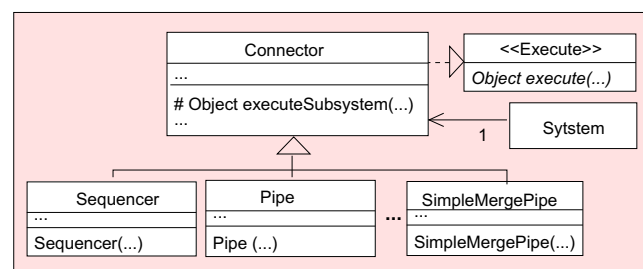 Connector
...
# Object executeSubsystem(...)
...
<<Execute>>
Object execute(...)
1
Sytstem
Sequencer
...
Sequencer(...)
Pipe
...
Pipe (...)
...
SimpleMergePipe
...
SimpleMergePipe(...)